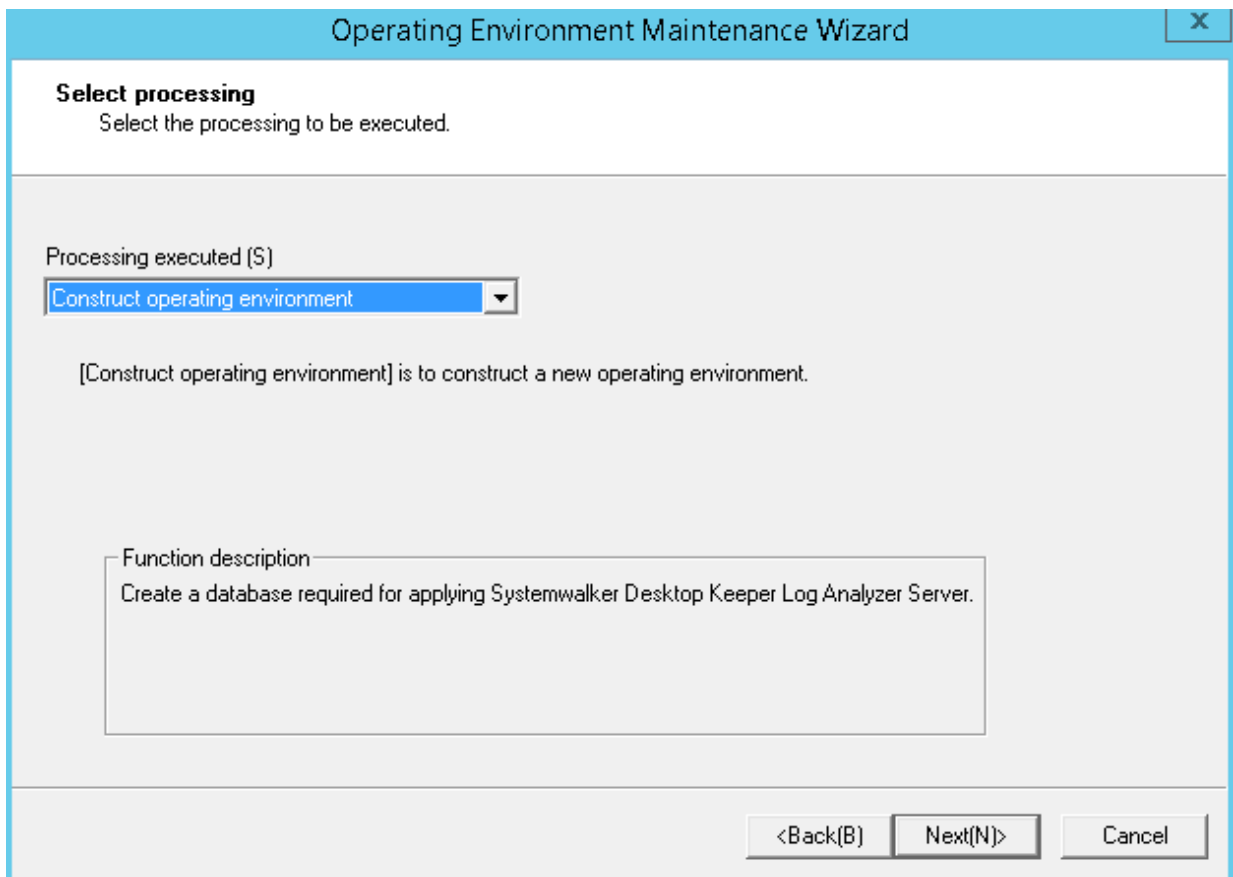 Operating Environment Maintenance Wizard
x
Select processing
Select the processing to be executed.
Processing executed (S)
Construct operating environment
[Construct operating environment] is to construct a new operating environment.
Function description
Create a database required for applying Systemwalker Desktop Keeper Log Analyzer Server.
<Back(B) Next(N)> Cancel